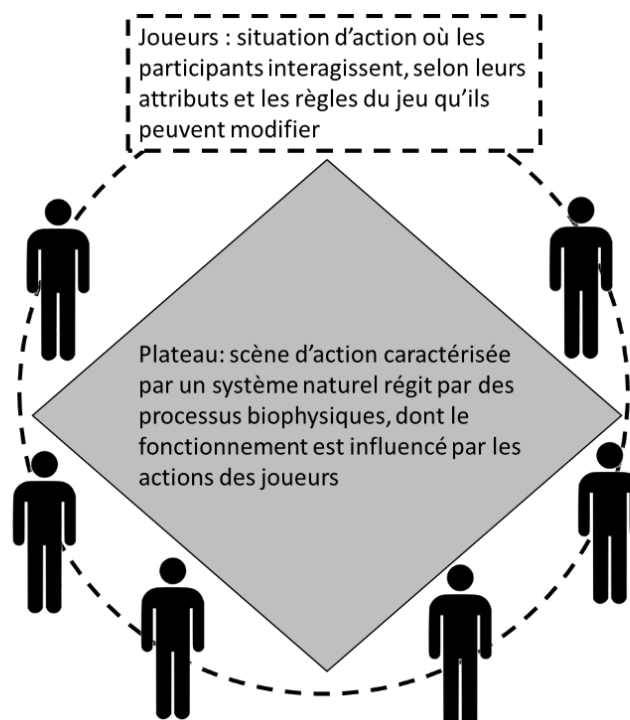 Joueurs : situation d’action où les
participants interagissent, selon leurs
attributs et les règles du jeu qu’ils
peuvent modifier
Plateau: scène d’action caractérisée
par un système naturel régit par des
processus biophysiques, dont le
fonctionnement est influencé par les
actions des joueurs